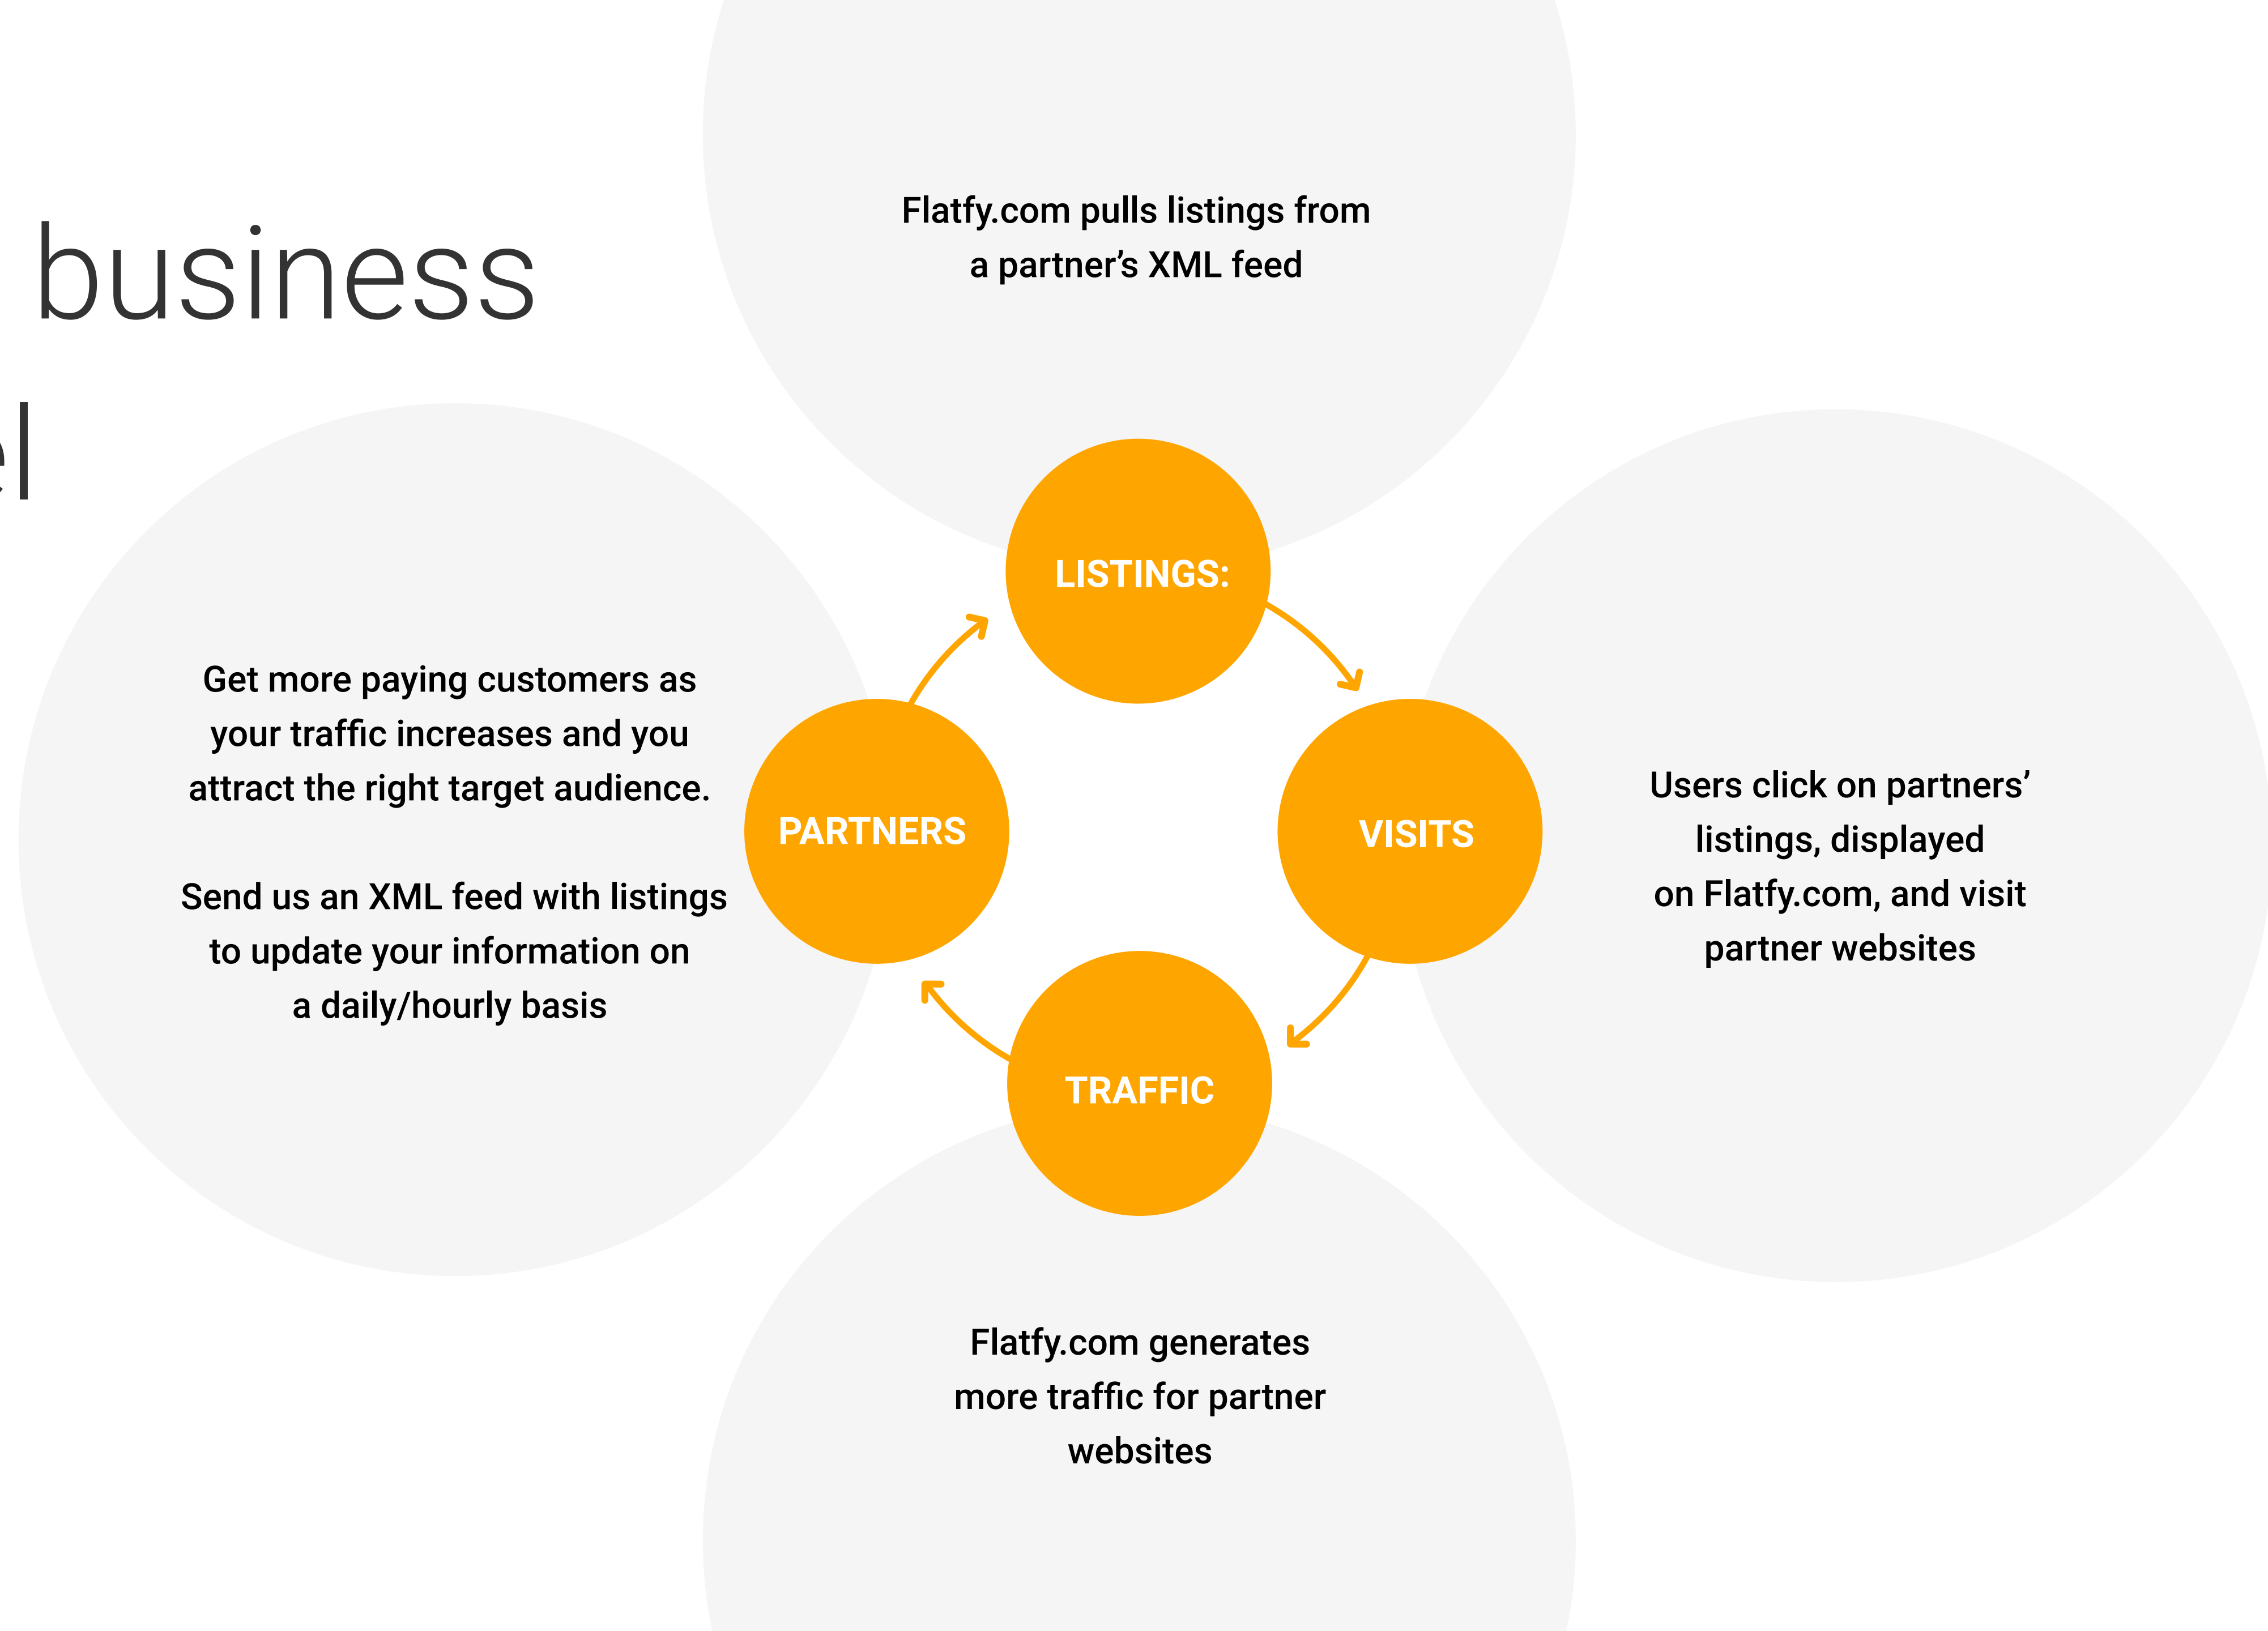 business
el
Flatfy.com pulls listings from
a partner’s XML feed
LISTINGS:
Get more paying customers as
your traffic increases and you
attract the right target audience.
Send us an XML feed with listings
to update your information on
a daily/hourly basis
PARTNERS
VISITS
Users click on partners’
listings, displayed
on Flatfy.com, and visit
partner websites
TRAFFIC
Flatfy.com generates
more traffic for partner
websites